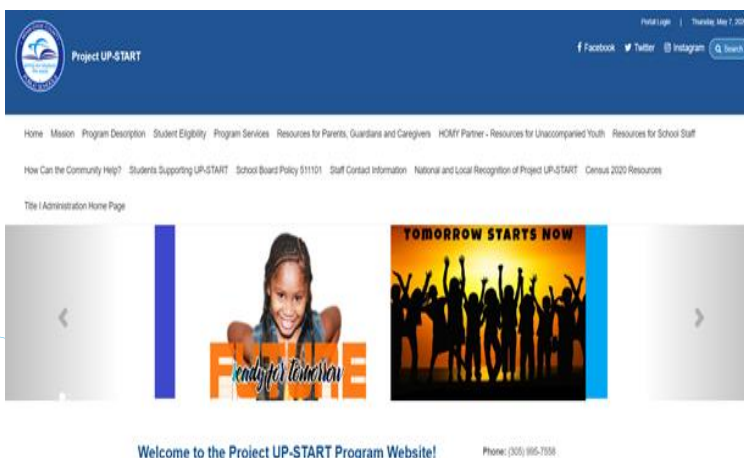 Portal Login | Thursday, May 7, 202
Project UP-START
Facebook Twitter Instagram Search
Home Mission Program Description Student Eligibility Program Services Resources for Parents, Guardians and Caregivers HOMY Partner - Resources for Unaccompanied Youth Resources for School Staff
How Can the Community Help? Students Supporting UP-START School Board Policy 5111.01 Staff Contact Information National and Local Recognition of Project UP-START Census 2020 Resources
Title I Administration Home Page
TOMORROW STARTS NOW
FUTURE
Ready for tomorrow
Welcome to the Project UP-START Program Website!
Phone: (305) 995-7558